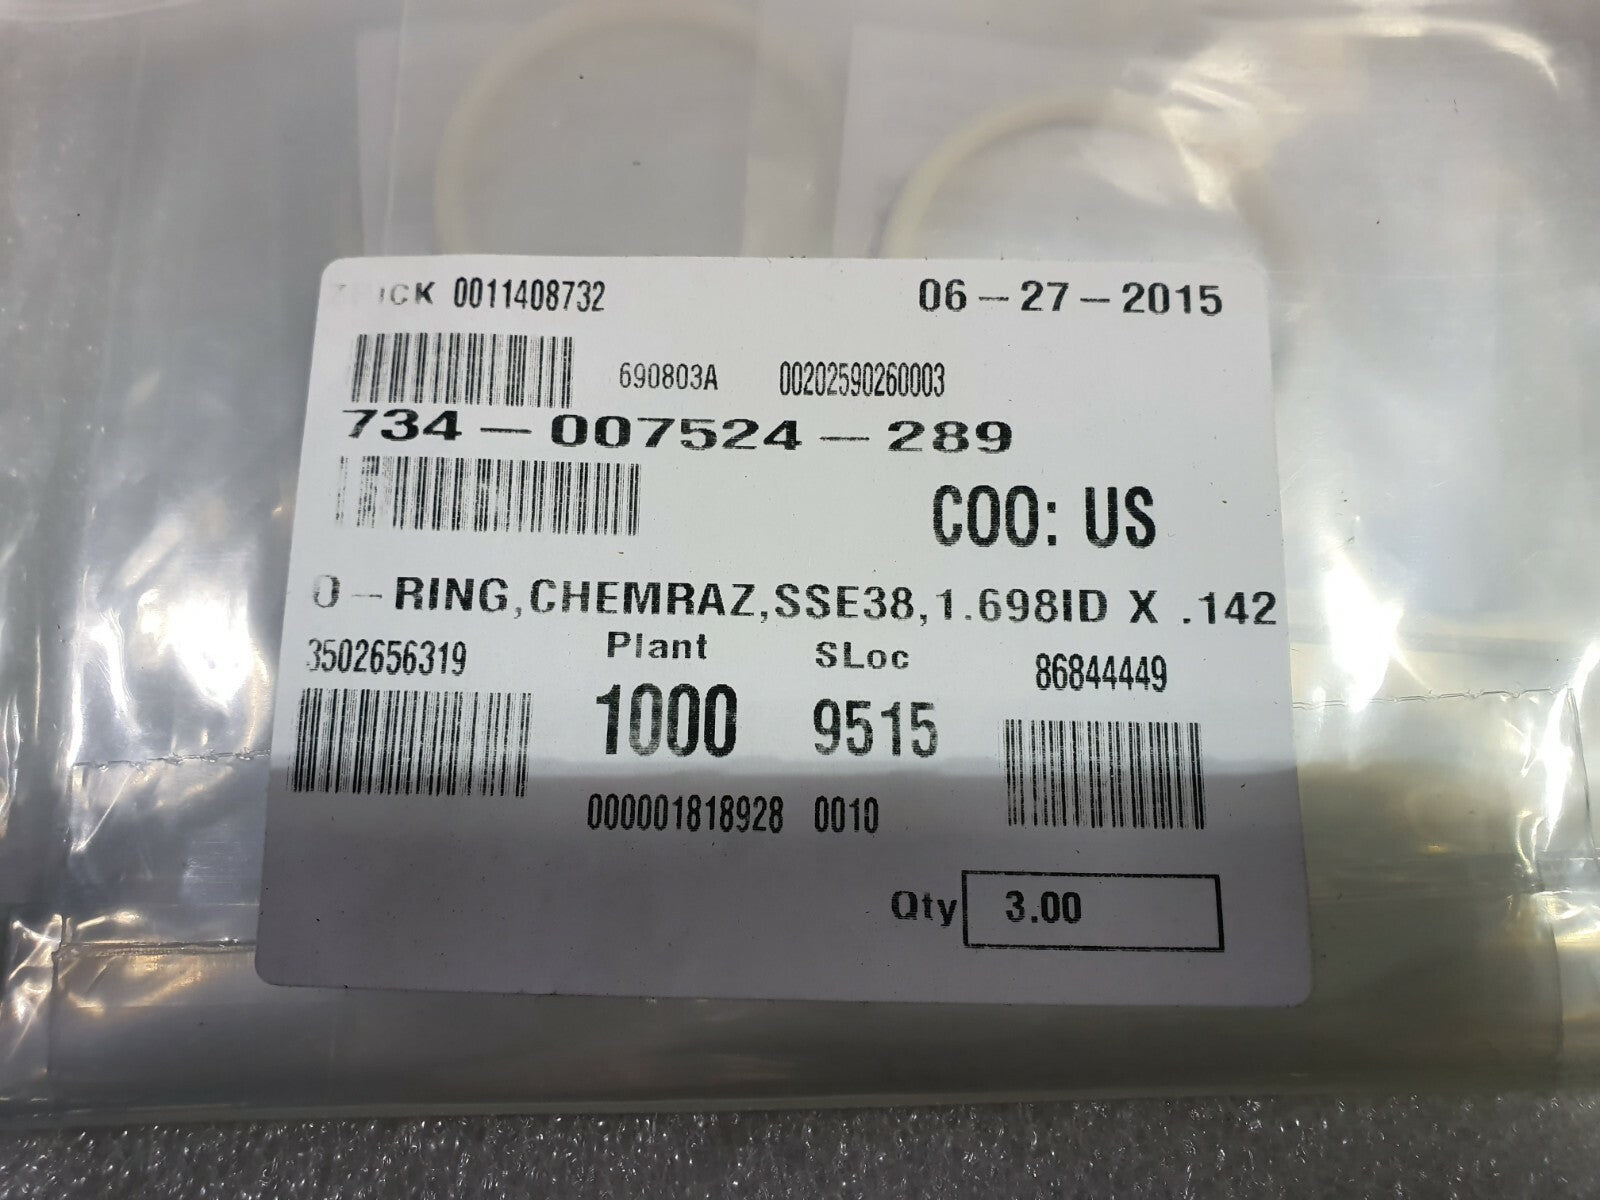 0011408732 06-27-2015
690803A 00202590260003
734-007524-289
COO: US
O-RING,CHEMRAZ,SSE38,1.698ID X .142
3502656319 Plant SLoc 86844449
1000 9515
000001818928 0010
Qty 3.00